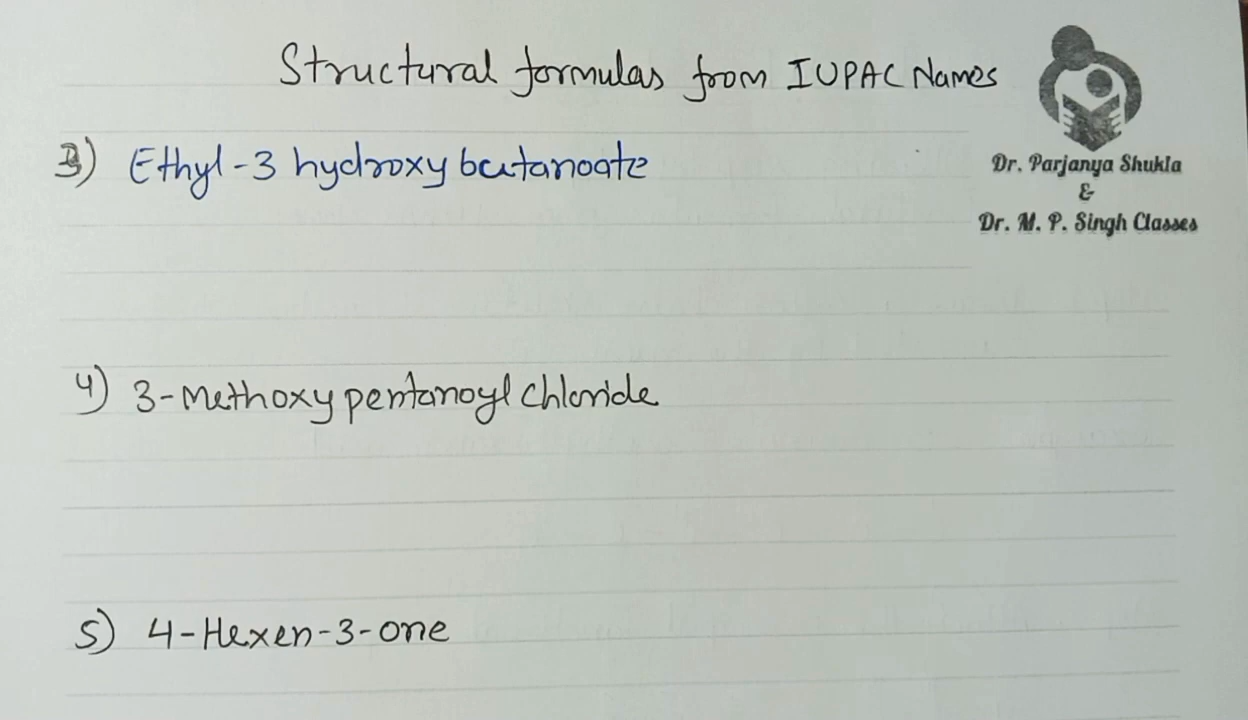 Structural formulas from IUPAC Names
Dr. Parjanya Shukla
&
Dr. M. P. Singh Classes
3) Ethyl-3 hydroxy butanoate
4) 3-Methoxy pentanoyl chloride
5) 4-Hexen-3-one